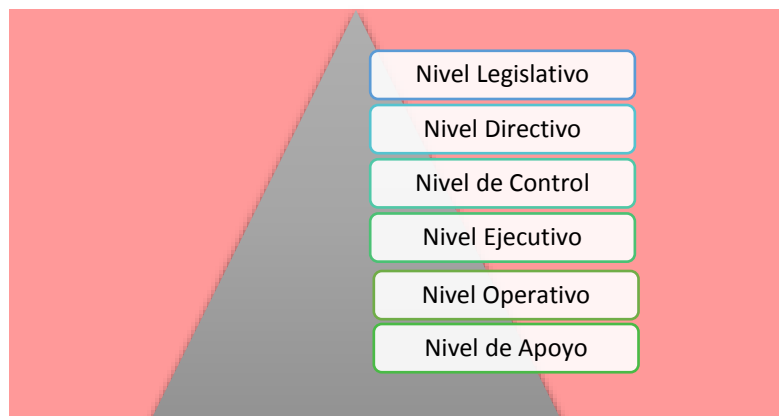 Nivel Legislativo
Nivel Directivo
Nivel de Control
Nivel Ejecutivo
Nivel Operativo
Nivel de Apoyo